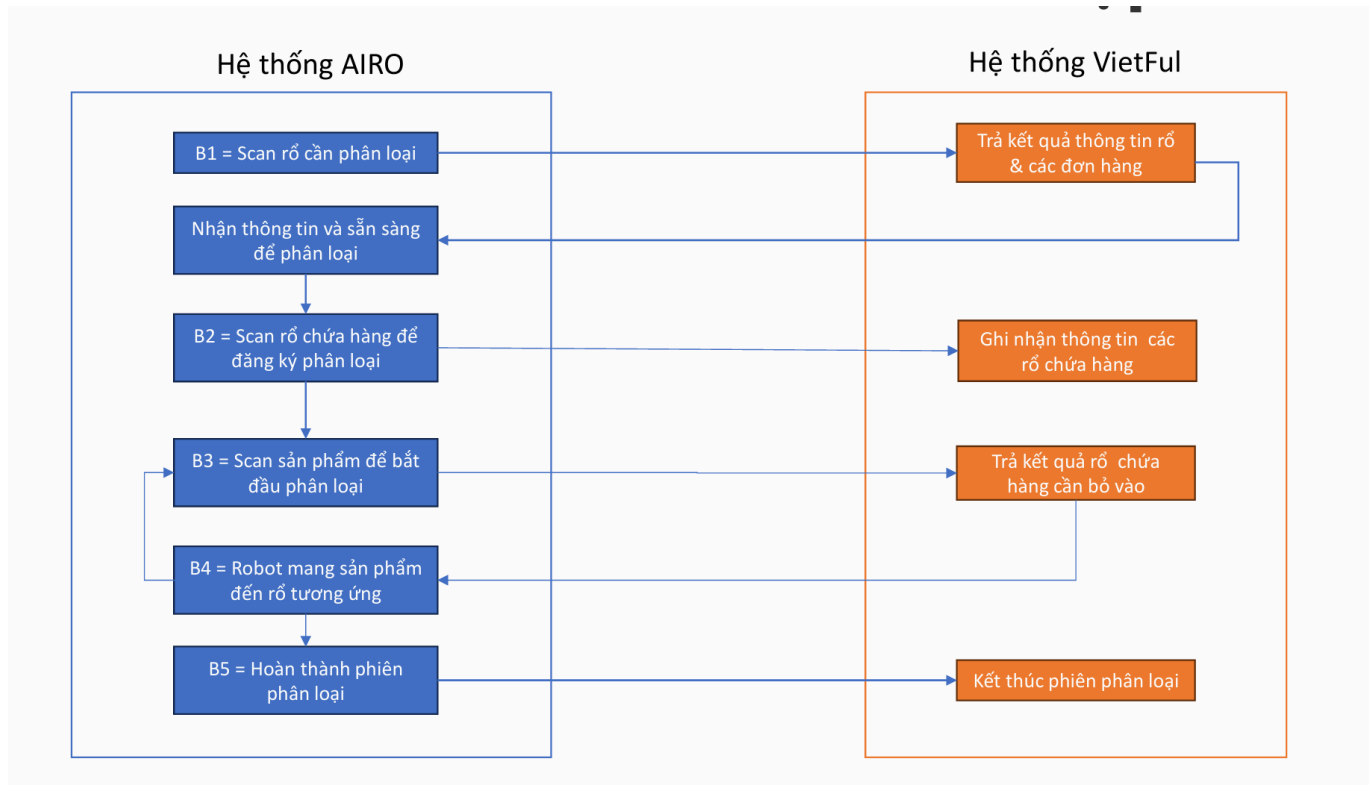 Hệ thống AIRO
Hệ thống VietFul
B1 = Scan rổ cần phân loại
Trả kết quả thông tin rổ
& các đơn hàng
Nhận thông tin và sẵn sàng
để phân loại
B2 = Scan rổ chứa hàng để
đăng ký phân loại
Ghi nhận thông tin các
rổ chứa hàng
B3 = Scan sản phẩm để bắt
đầu phân loại
Trả kết quả rổ chứa
hàng cần bỏ vào
B4 = Robot mang sản phẩm
đến rổ tương ứng
B5 = Hoàn thành phiên
phân loại
Kết thúc phiên phân loại